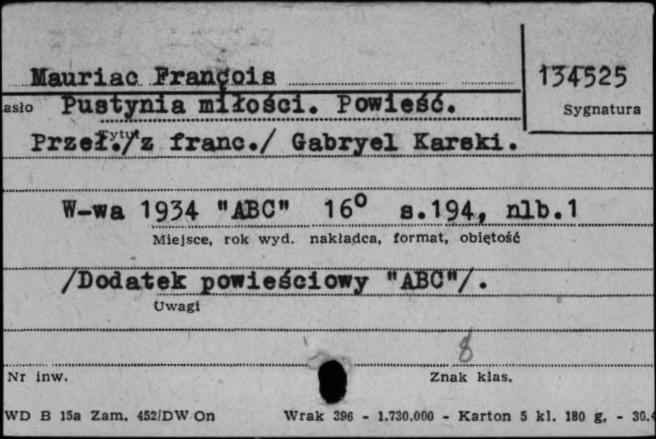 Mauriac François
134525
asło Pustynia miłości. Powieść.
Sygnatura
Tytuł
Przeł./z franc./ Gabryel Karski.
W-wa 1934 "ABC" 16° s.194, nlb.1
Miejsce, rok wyd. nakładca, format, objętość
/Dodatek powieściowy "ABC"/.
Uwagi
8
Nr inw. Znak klas.
WD B 15a Zam. 452/DW On Wrak 396 - 1.730.000 - Karton 5 kl. 180 g. - 30.4